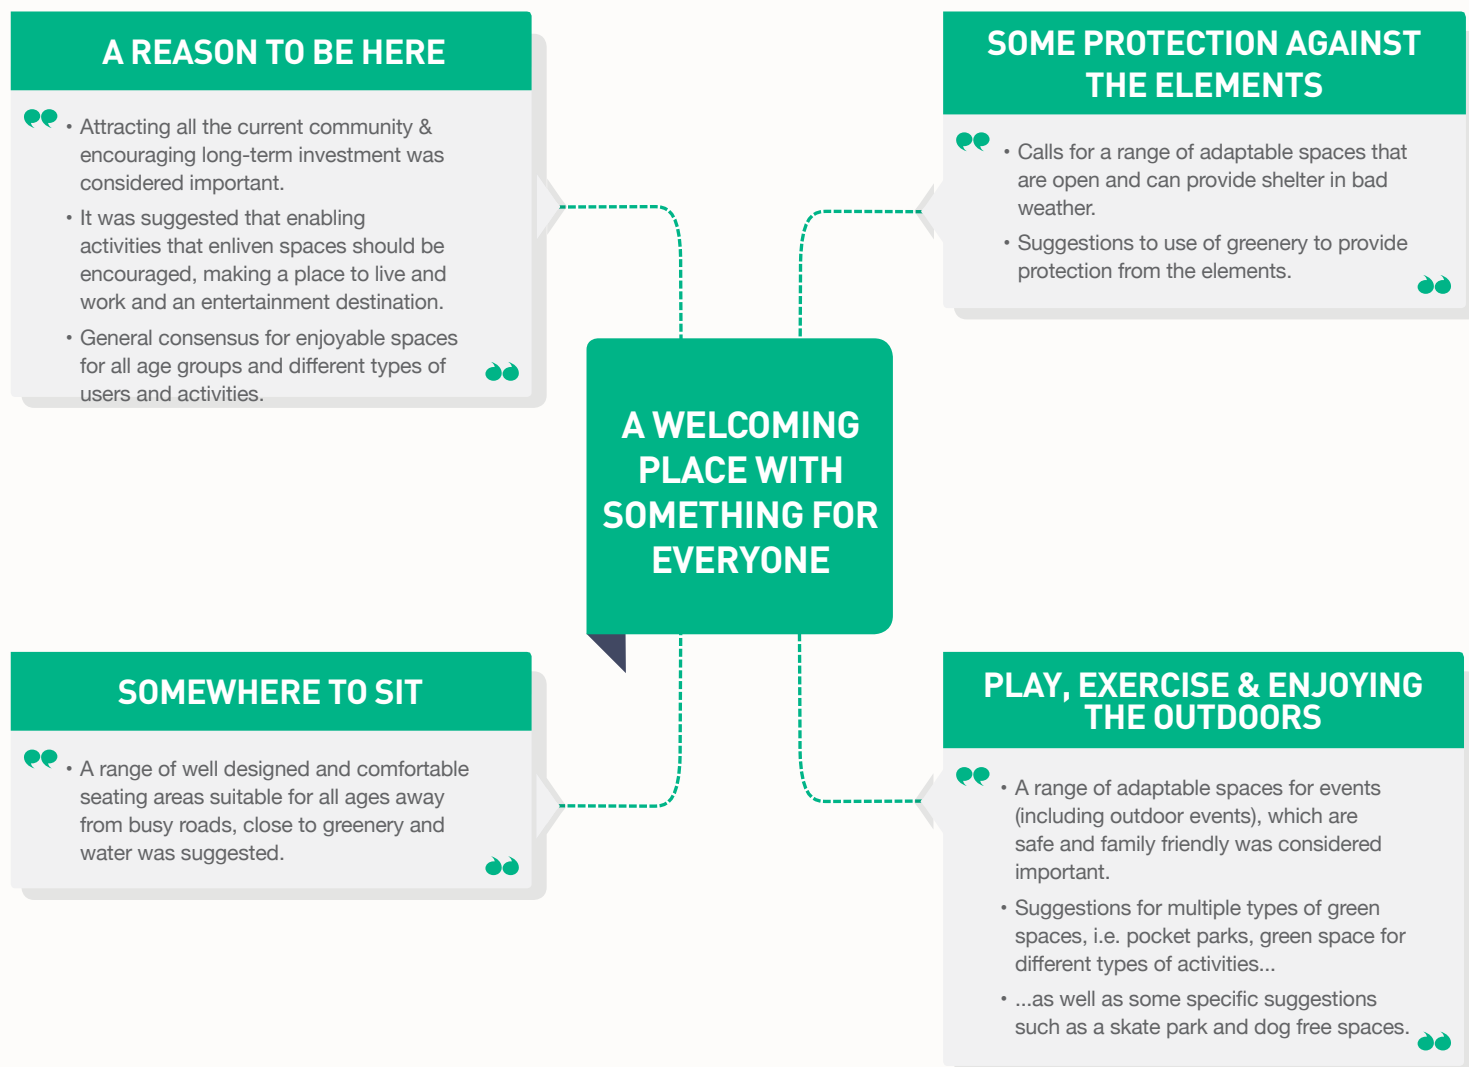 A REASON TO BE HERE
• Attracting all the current community &
encouraging long-term investment was
considered important.
• It was suggested that enabling
activities that enliven spaces should be
encouraged, making a place to live and
work and an entertainment destination.
• General consensus for enjoyable spaces
for all age groups and different types of
users and activities.
SOME PROTECTION AGAINST
THE ELEMENTS
• Calls for a range of adaptable spaces that
are open and can provide shelter in bad
weather.
• Suggestions to use of greenery to provide
protection from the elements.
A WELCOMING
PLACE WITH
SOMETHING FOR
EVERYONE
SOMEWHERE TO SIT
• A range of well designed and comfortable
seating areas suitable for all ages away
from busy roads, close to greenery and
water was suggested.
PLAY, EXERCISE & ENJOYING
THE OUTDOORS
• A range of adaptable spaces for events
(including outdoor events), which are
safe and family friendly was considered
important.
• Suggestions for multiple types of green
spaces, i.e. pocket parks, green space for
different types of activities...
• ...as well as some specific suggestions
such as a skate park and dog free spaces.